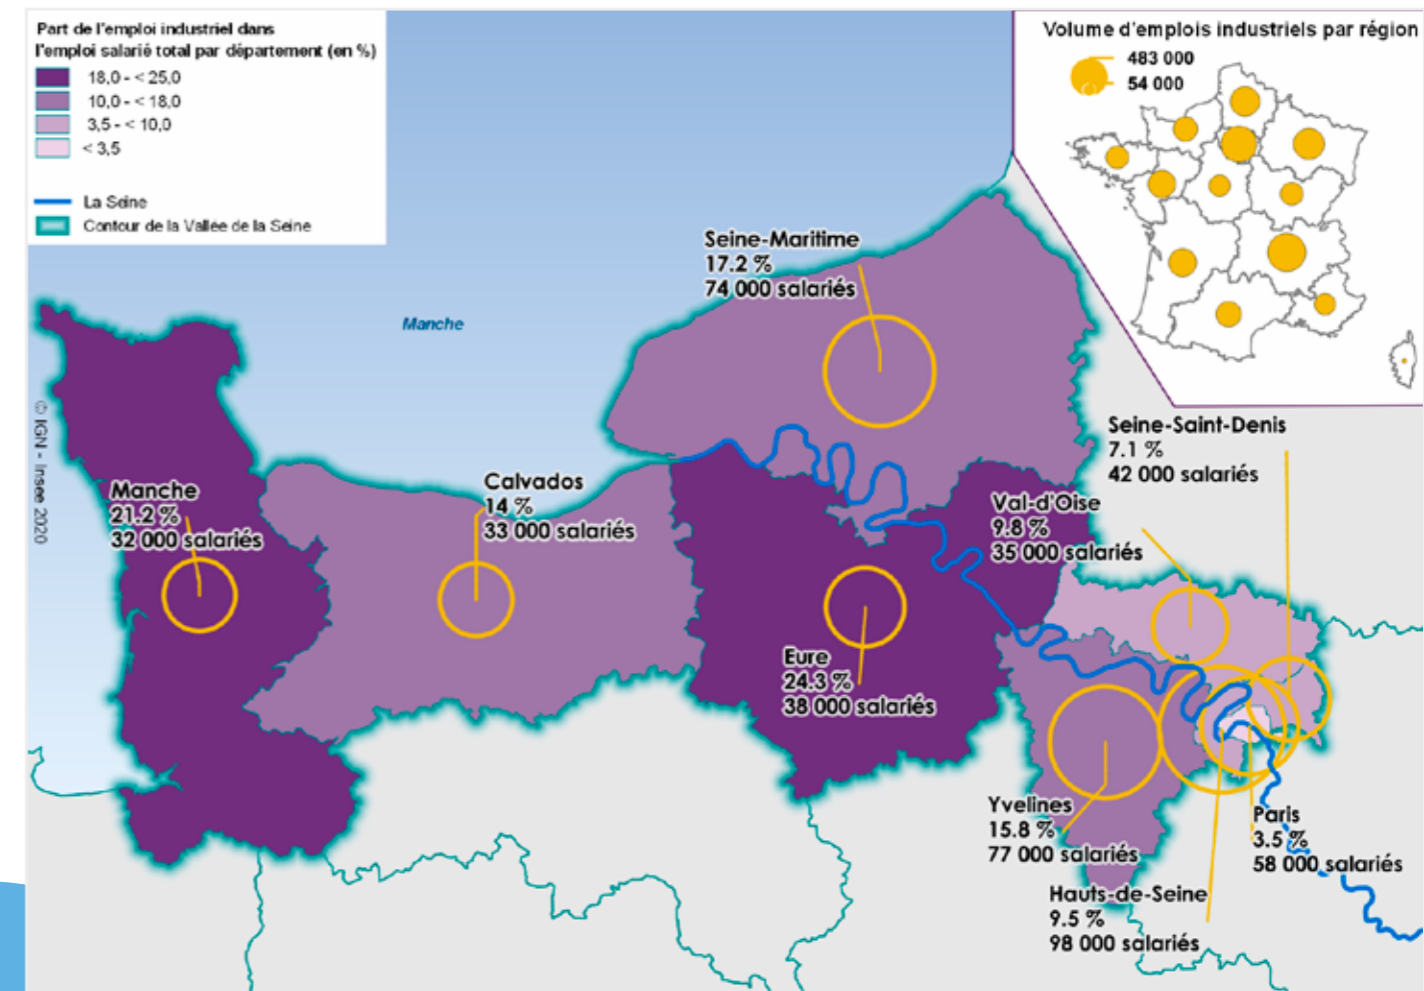 Part de l'emploi industriel dans
l'emploi salarié total par département (en %)
18,0 - < 25,0
10,0 - < 18,0
3,5 - < 10,0
< 3,5
La Seine
Contour de la Vallée de la Seine
Volume d'emplois industriels par région
483 000
54 000
Seine-Maritime
17.2 %
74 000 salariés
Manche
© IGN - Insee 2020
Manche
21.2 %
32 000 salariés
Calvados
14 %
33 000 salariés
Seine-Saint-Denis
7.1 %
42 000 salariés
Val-d'Oise
9.8 %
35 000 salariés
Eure
24.3 %
38 000 salariés
Yvelines
15.8 %
77 000 salariés
Paris
3.5 %
58 000 salariés
Hauts-de-Seine
9.5 %
98 000 salariés